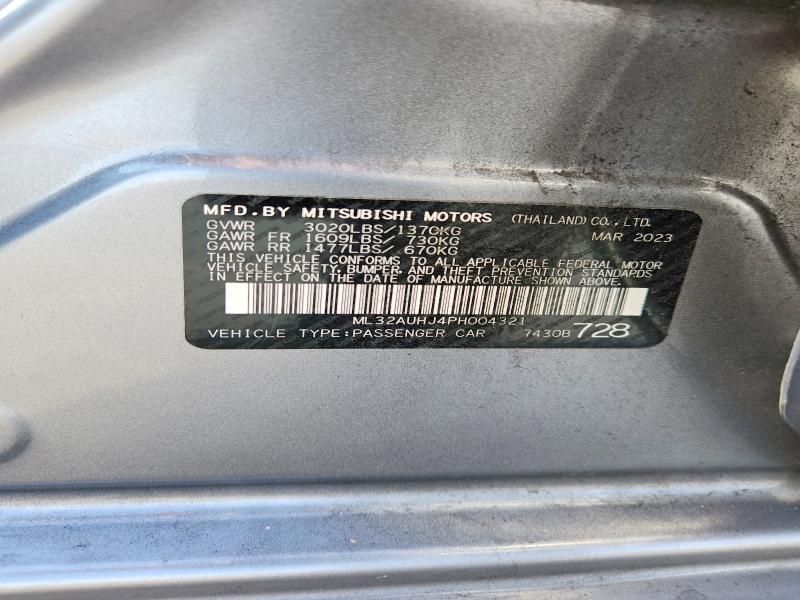 MFD.BY MITSUBISHI MOTORS (THAILAND) CO., LTD.
GVWR 3020LBS/1370KG MAR 2023
GAWR FR 1609LBS/ 730KG
GAWR RR 1477LBS/ 670KG
THIS VEHICLE CONFORMS TO ALL APPLICABLE FEDERAL MOTOR
VEHICLE SAFETY, BUMPER, AND THEFT PREVENTION STANDARDS
IN EFFECT ON THE DATE OF MANUFACTURE SHOWN ABOVE.
ML32AUHJ4PH004321
VEHICLE TYPE:PASSENGER CAR 7430B 728